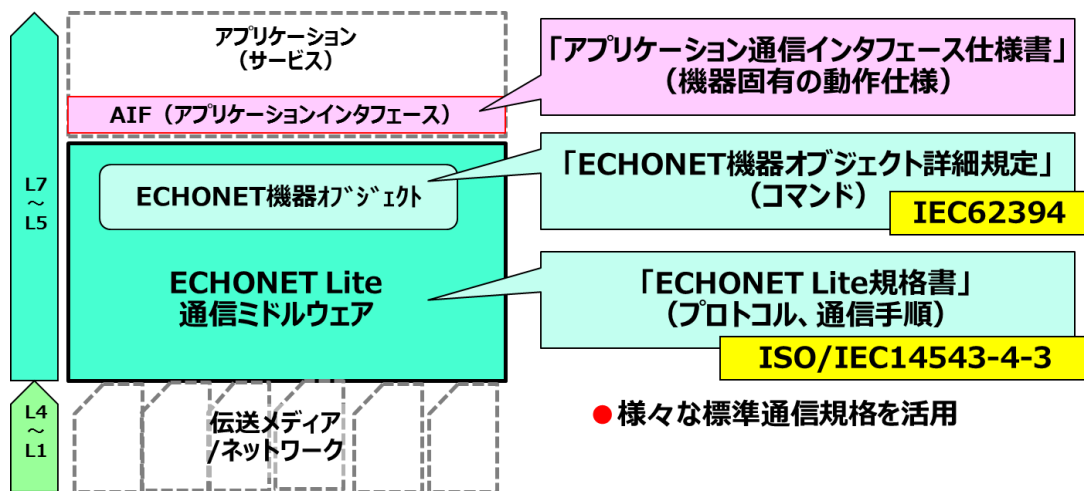 アプリケーション
（サービス）
AIF（アプリケーションインタフェース）
「アプリケーション通信インタフェース仕様書」
（機器固有の動作仕様）
L7
～
L5
ECHONET機器ｵﾌﾞｼﾞｪｸﾄ
「ECHONET機器オブジェクト詳細規定」
（コマンド）
IEC62394
ECHONET Lite
通信ミドルウェア
「ECHONET Lite規格書」
（プロトコル、通信手順）
ISO/IEC14543-4-3
L4
～
L1
伝送メディア
/ネットワーク
●様々な標準通信規格を活用